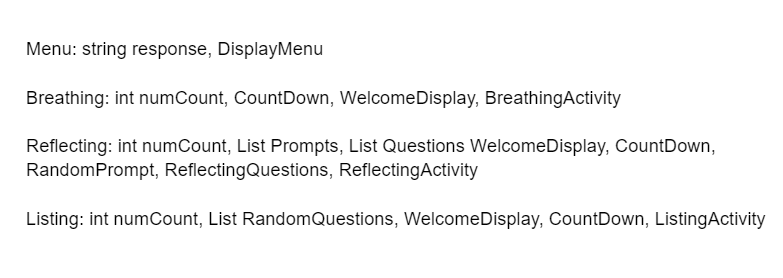 Menu: string response, DisplayMenu
Breathing: int numCount, CountDown, WelcomeDisplay, BreathingActivity
Reflecting: int numCount, List Prompts, List Questions WelcomeDisplay, CountDown,
RandomPrompt, ReflectingQuestions, ReflectingActivity
Listing: int numCount, List RandomQuestions, WelcomeDisplay, CountDown, ListingActivity